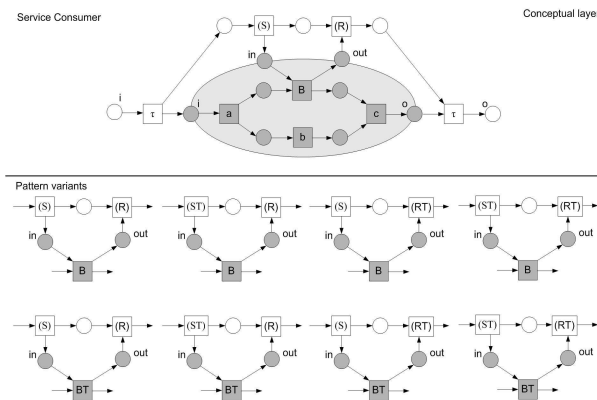 Service Consumer
Conceptual laye
(S) (R)
in out
B
i τ i a c o τ o
b
Pattern variants
(S) (R) (ST) (R) (S) (RT) (ST) (RT)
in out in out in out in out
B B B B
(S) (R) (ST) (R) (S) (RT) (ST) (RT)
in out in out in out in out
BT BT BT BT